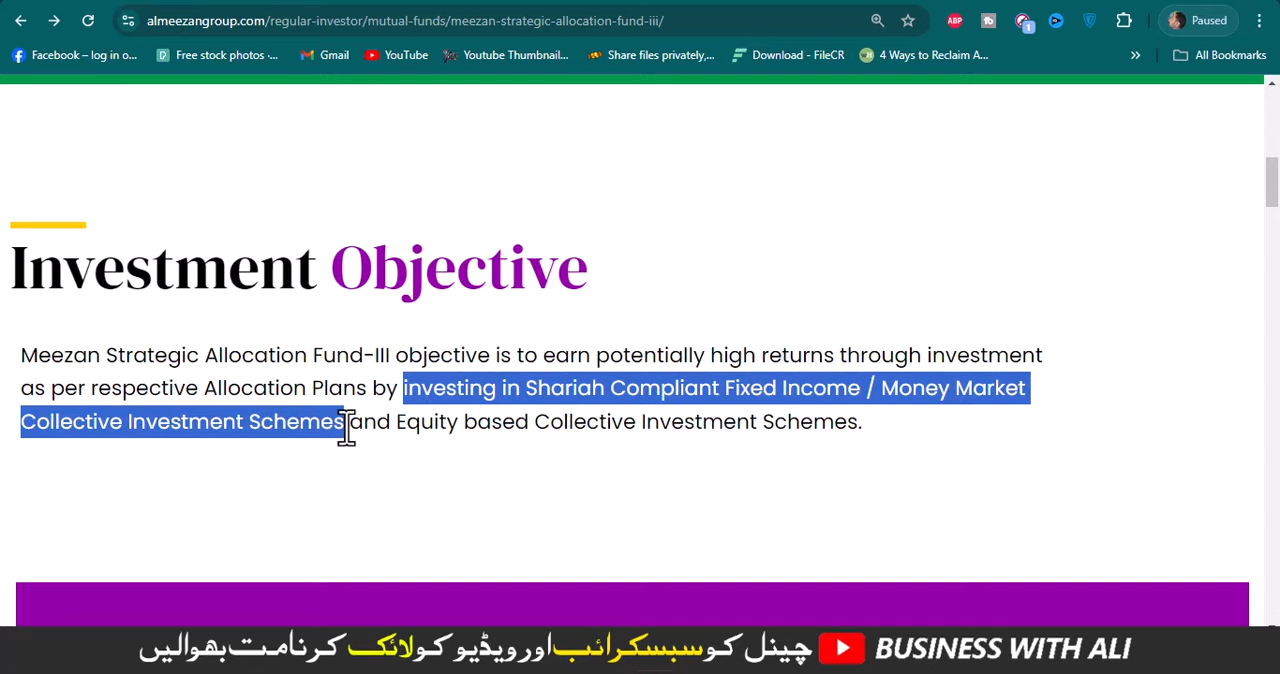 almeezangroup.com/regular-investor/mutual-funds/meezan-strategic-allocation-fund-iii/
ABP
1
Paused
Facebook – log in o...
Free stock photos ·...
Gmail
YouTube
Youtube Thumbnail...
Share files privately,...
Download - FileCR
4 Ways to Reclaim A...
»
All Bookmarks
Investment Objective
Meezan Strategic Allocation Fund-III objective is to earn potentially high returns through investment
as per respective Allocation Plans by investing in Shariah Compliant Fixed Income / Money Market
Collective Investment Schemes and Equity based Collective Investment Schemes.
چینل کو سبسکرائب اور ویڈیو کو لائک کرنا مت بھوالیں BUSINESS WITH ALI